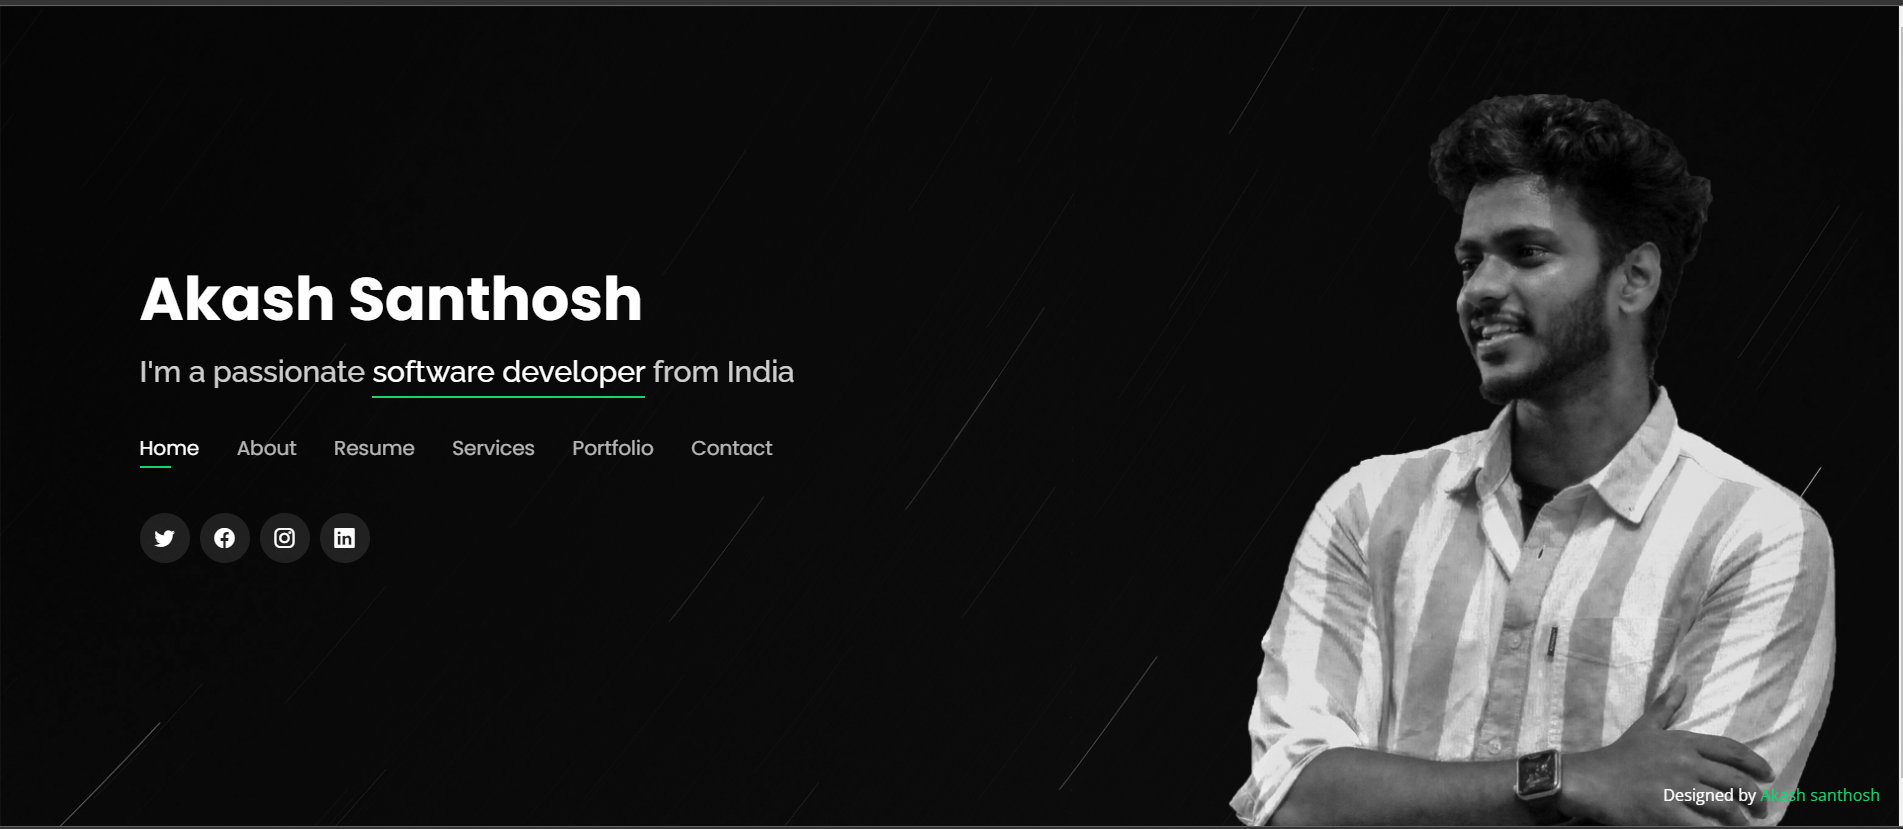 Akash Santhosh
I'm a passionate software developer from India
Home About Resume Services Portfolio Contact
Designed by Akash santhosh